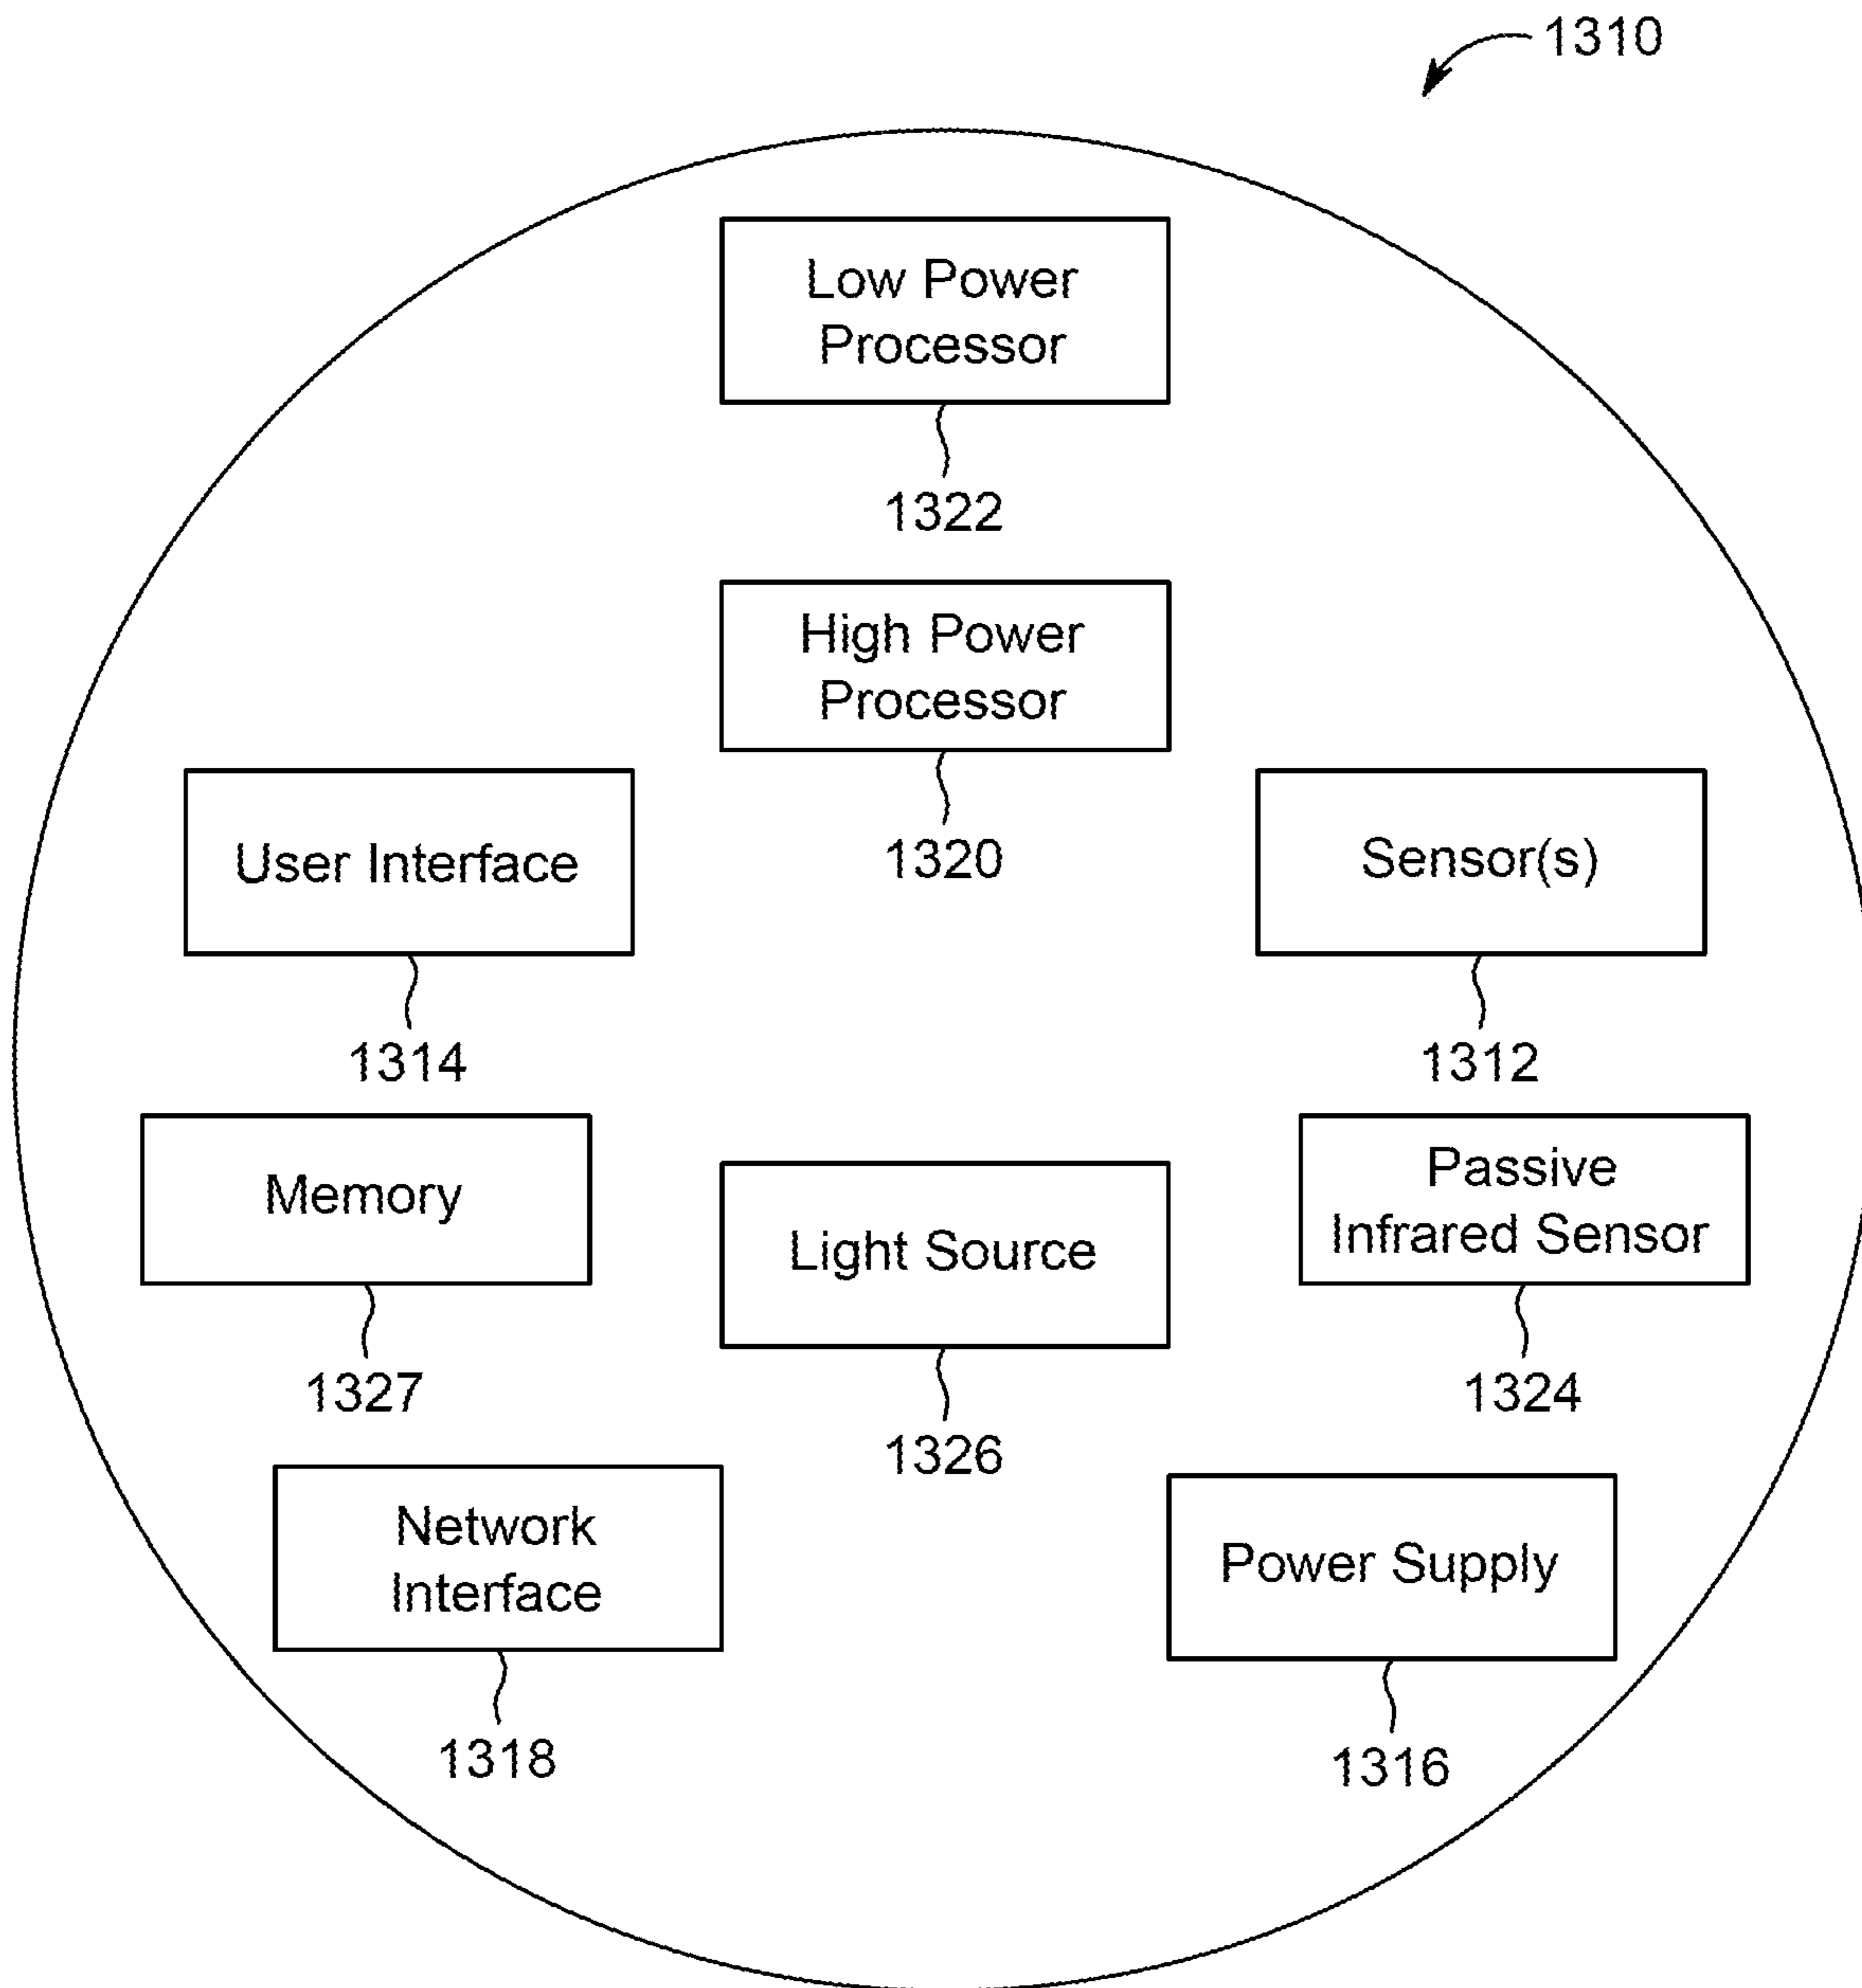 1310
Low Power
Processor
1322
High Power
Processor
1320
User Interface
1314
Sensor(s)
1312
Memory
1327
Light Source
1326
Passive
Infrared Sensor
1324
Network
Interface
1318
Power Supply
1316